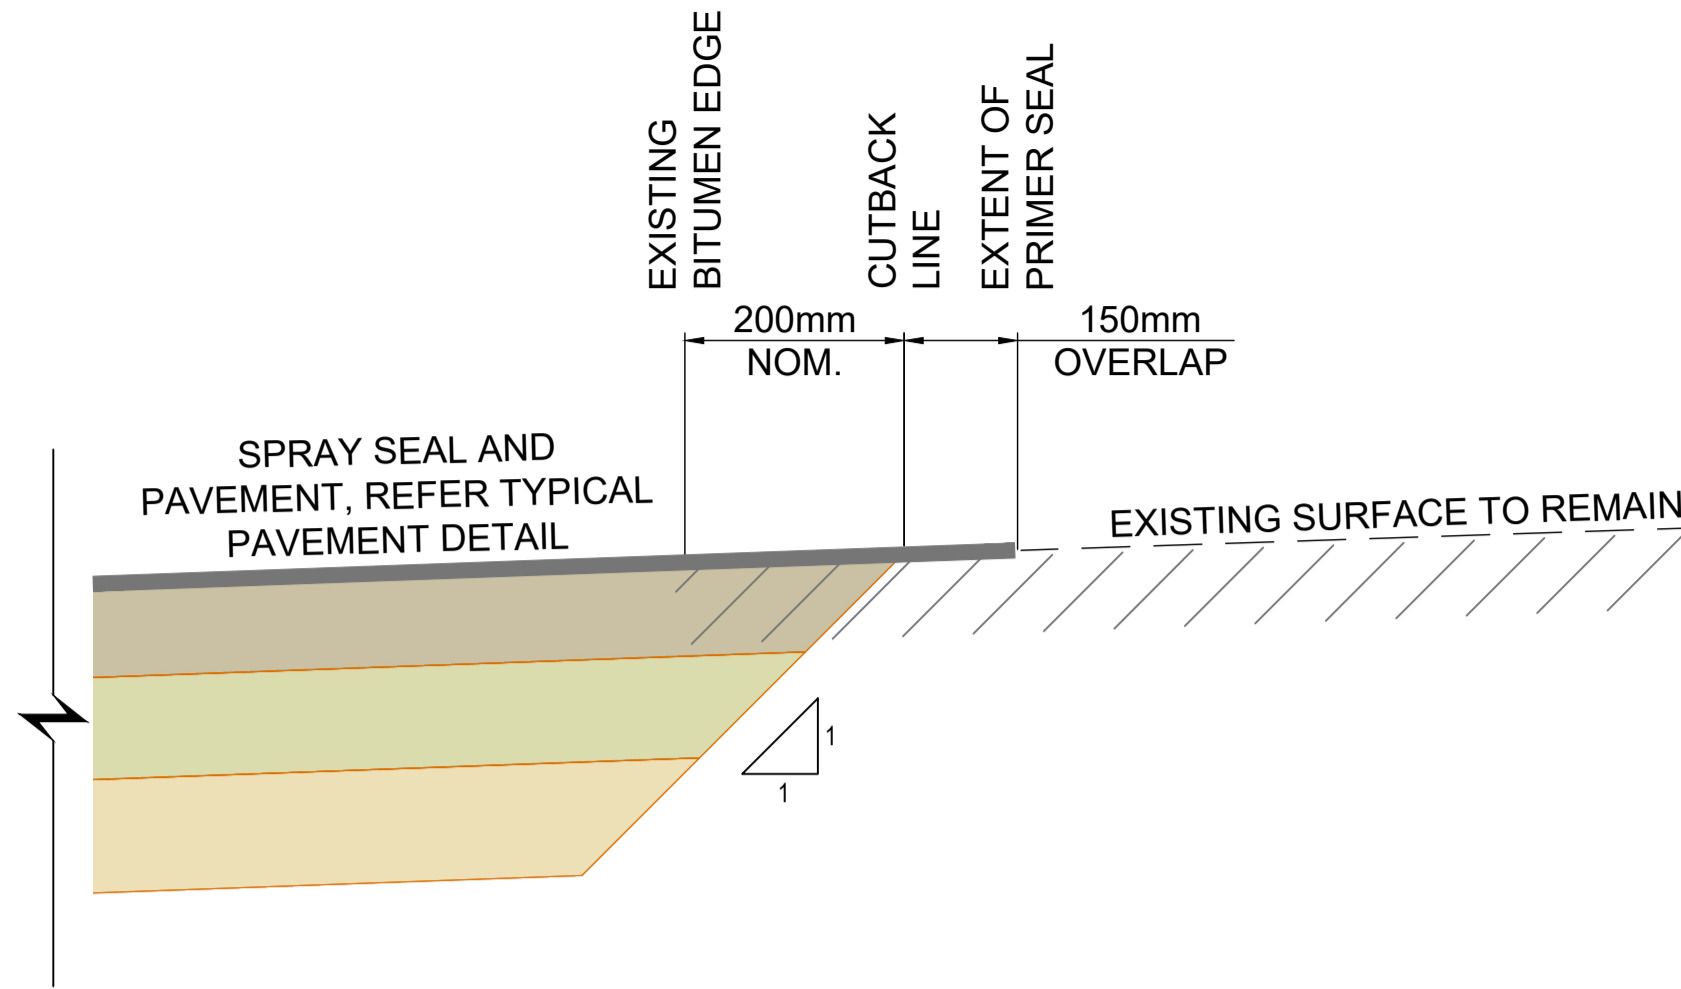 EXISTING
BITUMEN EDGE
CUTBACK
LINE
EXTENT OF
PRIMER SEAL
200mm
NOM.
150mm
OVERLAP
SPRAY SEAL AND
PAVEMENT, REFER TYPICAL
PAVEMENT DETAIL
EXISTING SURFACE TO REMAIN
1
1